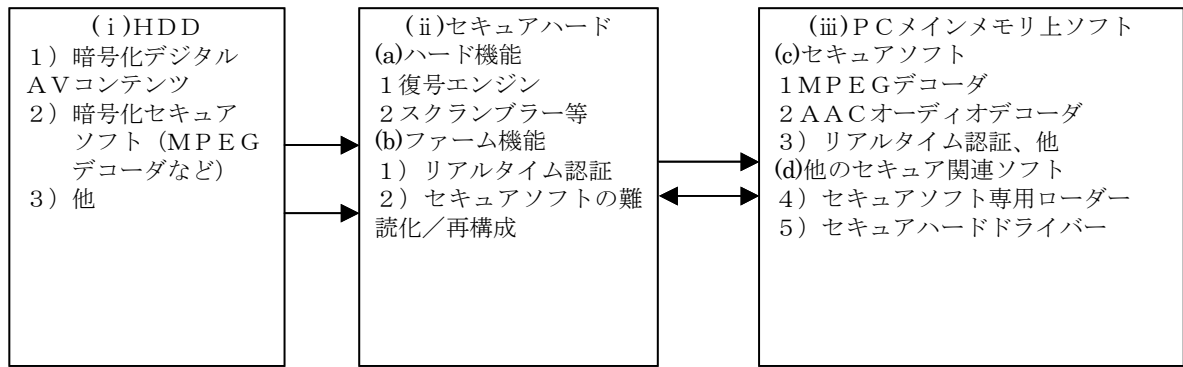 (ⅰ)HDD
1）暗号化デジタル
AVコンテンツ
2）暗号化セキュア
ソフト（MPEG
デコーダなど）
3）他
(ⅱ)セキュアハード
(a)ハード機能
1復号エンジン
2スクランブラー等
(b)ファーム機能
1）リアルタイム認証
2）セキュアソフトの難
読化／再構成
(ⅲ)PCメインメモリ上ソフト
(c)セキュアソフト
1MPEGデコーダ
2AACオーディオデコーダ
3）リアルタイム認証、他
(d)他のセキュア関連ソフト
4）セキュアソフト専用ローダー
5）セキュアハードドライバー